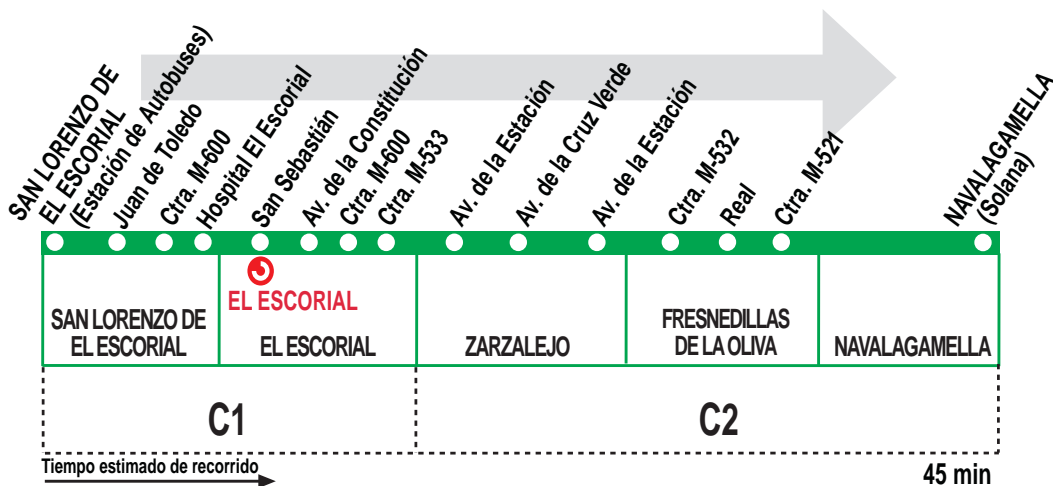 SAN LORENZO DE
EL ESCORIAL
(Estación de Autobuses)
Juan de Toledo
Ctra. M-600
Hospital El Escorial
San Sebastián
Av. de la Constitución
Ctra. M-600
Ctra. M-533
Av. de la Estación
Av. de la Cruz Verde
Av. de la Estación
Ctra. M-532
Real
Ctra. M-521
NAVALAGAMELLA
(Solana)
EL ESCORIAL
SAN LORENZO DE
EL ESCORIAL
EL ESCORIAL
ZARZALEJO
FRESNEDILLAS
DE LA OLIVA
NAVALAGAMELLA
C1
C2
Tiempo estimado de recorrido
45 min